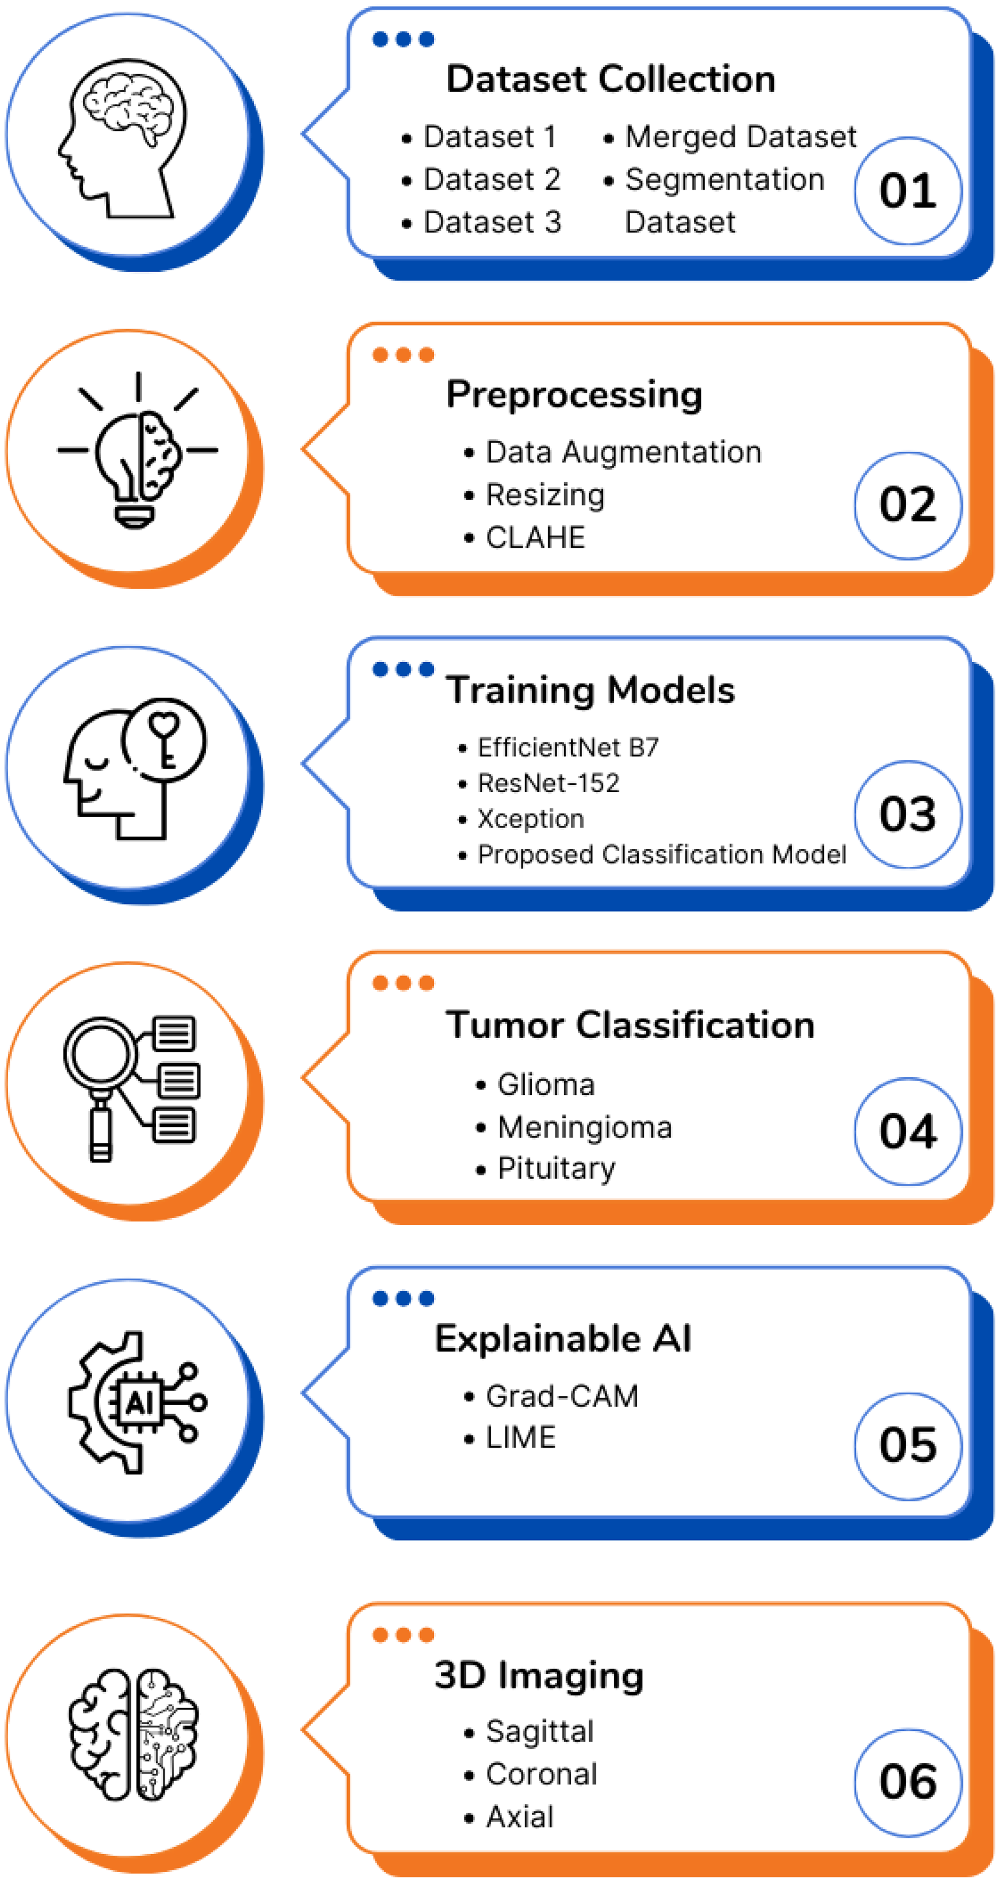 Dataset Collection
• Dataset 1
• Dataset 2
• Dataset 3
• Merged Dataset
• Segmentation
Dataset
01
Preprocessing
• Data Augmentation
• Resizing
• CLAHE
02
Training Models
• EfficientNet B7
• ResNet-152
• Xception
• Proposed Classification Model
03
Tumor Classification
• Glioma
• Meningioma
• Pituitary
04
AI
Explainable AI
• Grad-CAM
• LIME
05
3D Imaging
• Sagittal
• Coronal
• Axial
06